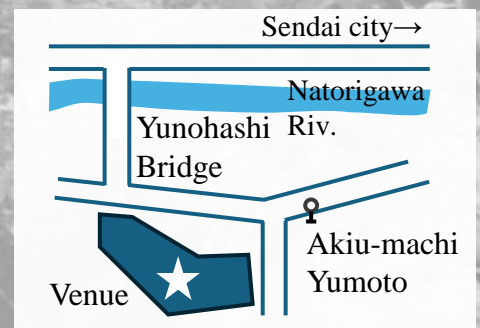 Sendai city→
Natorigawa
Riv.
Yunohashi
Bridge
Akiu-machi
Yumoto
Venue